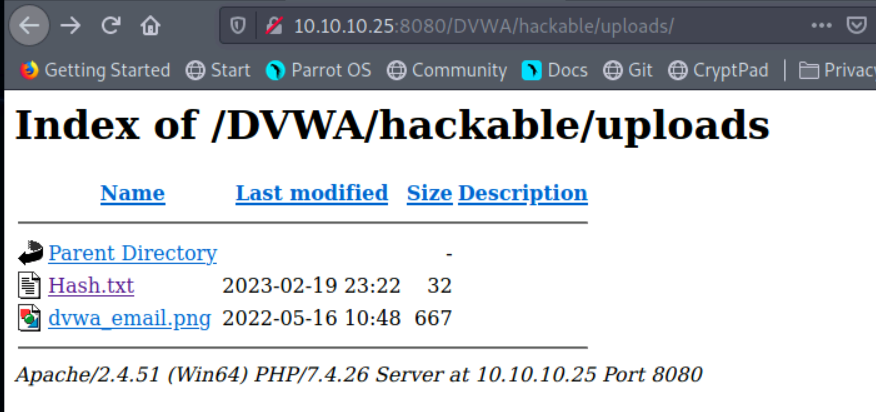 10.10.10.25:8080/DVWA/hackable/uploads/
Getting Started Start Parrot OS Community Docs Git CryptPad Privac
Index of /DVWA/hackable/uploads
Name Last modified Size Description
Parent Directory -
Hash.txt 2023-02-19 23:22 32
dvwa_email.png 2022-05-16 10:48 667
Apache/2.4.51 (Win64) PHP/7.4.26 Server at 10.10.10.25 Port 8080